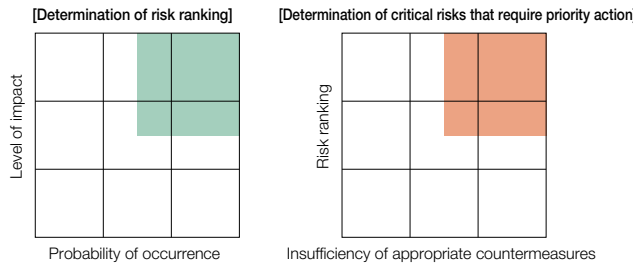 [Determination of risk ranking]
Level of impact
Probability of occurrence
[Determination of critical risks that require priority action]
Risk ranking
Insufficiency of appropriate countermeasures